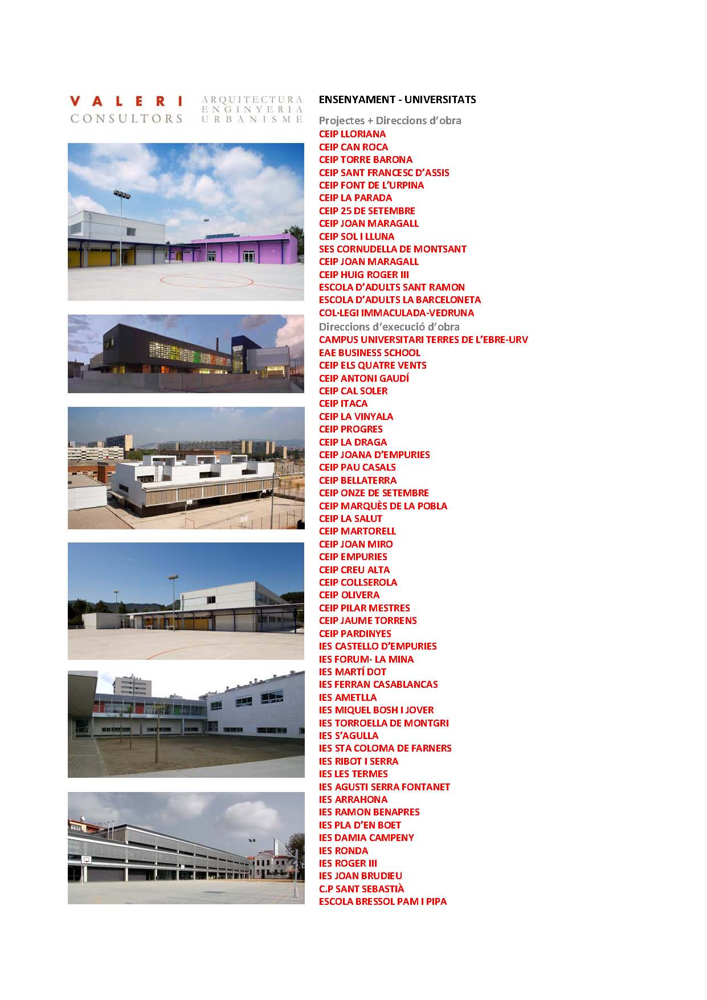 VALERI
CONSULTORS
ARQUITECTURA
ENGINYERIA
URBANISME
ENSENYAMENT - UNIVERSITATS
Projectes + Direccions d’obra
CEIP LLORIANA
CEIP CAN ROCA
CEIP TORRE BARONA
CEIP SANT FRANCESC D’ASSIS
CEIP FONT DE L’URPINA
CEIP LA PARADA
CEIP 25 DE SETEMBRE
CEIP JOAN MARAGALL
CEIP SOL I LLUNA
SES CORNUDELLA DE MONTSANT
CEIP JOAN MARAGALL
CEIP HUIG ROGER III
ESCOLA D’ADULTS SANT RAMON
ESCOLA D’ADULTS LA BARCELONETA
COL·LEGI IMMACULADA-VEDRUNA
Direccions d’execució d’obra
CAMPUS UNIVERSITARI TERRES DE L’EBRE-URV
EAE BUSINESS SCHOOL
CEIP ELS QUATRE VENTS
CEIP ANTONI GAUDÍ
CEIP CAL SOLER
CEIP ITACA
CEIP LA VINYALA
CEIP PROGRES
CEIP LA DRAGA
CEIP JOANA D’EMPURIES
CEIP PAU CASALS
CEIP BELLATERRA
CEIP ONZE DE SETEMBRE
CEIP MARQUÈS DE LA POBLA
CEIP LA SALUT
CEIP MARTORELL
CEIP JOAN MIRO
CEIP EMPURIES
CEIP CREU ALTA
CEIP COLLSEROLA
CEIP OLIVERA
CEIP PILAR MESTRES
CEIP JAUME TORRENS
CEIP PARDINYES
IES CASTELLO D’EMPURIES
IES FORUM- LA MINA
IES MARTÍ DOT
IES FERRAN CASABLANCAS
IES AMETLLA
IES MIQUEL BOSH I JOVER
IES TORROELLA DE MONTGRI
IES S’AGULLA
IES STA COLOMA DE FARNERS
IES RIBOT I SERRA
IES LES TERMES
IES AGUSTI SERRA FONTANET
IES ARRAHONA
IES RAMON BENAPRES
IES PLA D’EN BOET
IES DAMIA CAMPENY
IES RONDA
IES ROGER III
IES JOAN BRUDIEU
C.P SANT SEBASTIÀ
ESCOLA BRESSOL PAM I PIPA